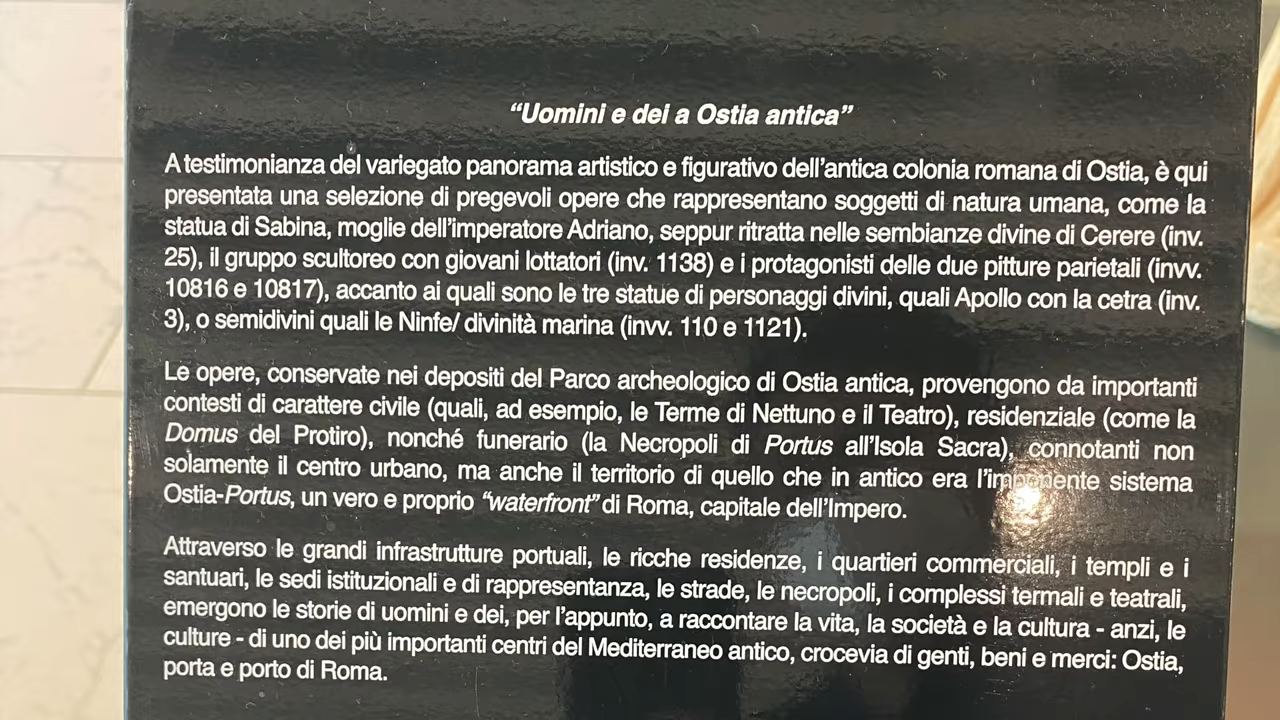 “Uomini e dei a Ostia antica”
A testimonianza del variegato panorama artistico e figurativo dell’antica colonia romana di Ostia, è qui
presentata una selezione di pregevoli opere che rappresentano soggetti di natura umana, come la
statua di Sabina, moglie dell’imperatore Adriano, seppur ritratta nelle sembianze divine di Cerere (inv.
25), il gruppo scultoreo con giovani lottatori (inv. 1138) e i protagonisti delle due pitture parietali (invv.
10816 e 10817), accanto ai quali sono le tre statue di personaggi divini, quali Apollo con la cetra (inv.
3), o semidivini quali le Ninfe/ divinità marina (invv. 110 e 1121).
Le opere, conservate nei depositi del Parco archeologico di Ostia antica, provengono da importanti
contesti di carattere civile (quali, ad esempio, le Terme di Nettuno e il Teatro), residenziale (come la
Domus del Protiro), nonché funerario (la Necropoli di Portus all’Isola Sacra), connotanti non
solamente il centro urbano, ma anche il territorio di quello che in antico era l’imponente sistema
Ostia-Portus, un vero e proprio “waterfront” di Roma, capitale dell’Impero.
Attraverso le grandi infrastrutture portuali, le ricche residenze, i quartieri commerciali, i templi e i
santuari, le sedi istituzionali e di rappresentanza, le strade, le necropoli, i complessi termali e teatrali,
emergono le storie di uomini e dei, per l’appunto, a raccontare la vita, la società e la cultura - anzi, le
culture - di uno dei più importanti centri del Mediterraneo antico, crocevia di genti, beni e merci: Ostia,
porta e porto di Roma.